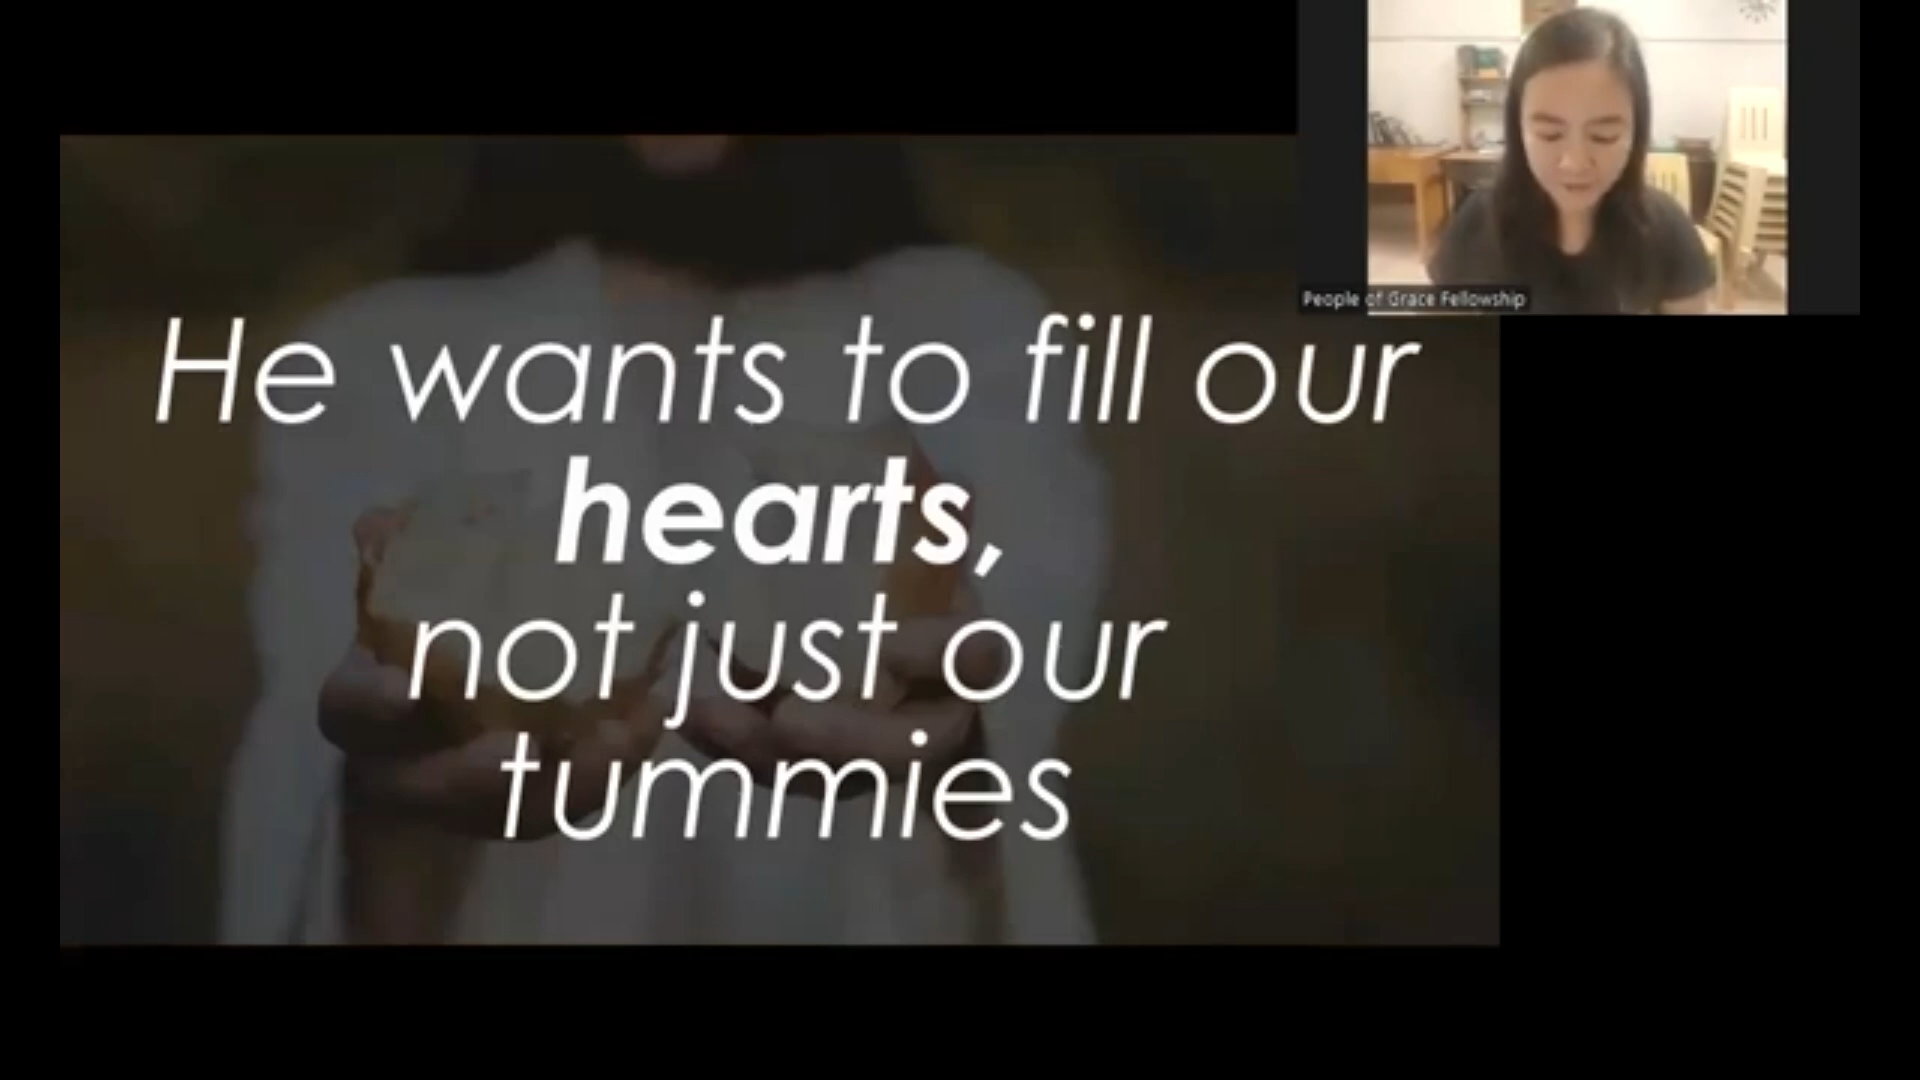 People of Grace Fellowship
He wants to fill our
hearts,
not just our
tummies